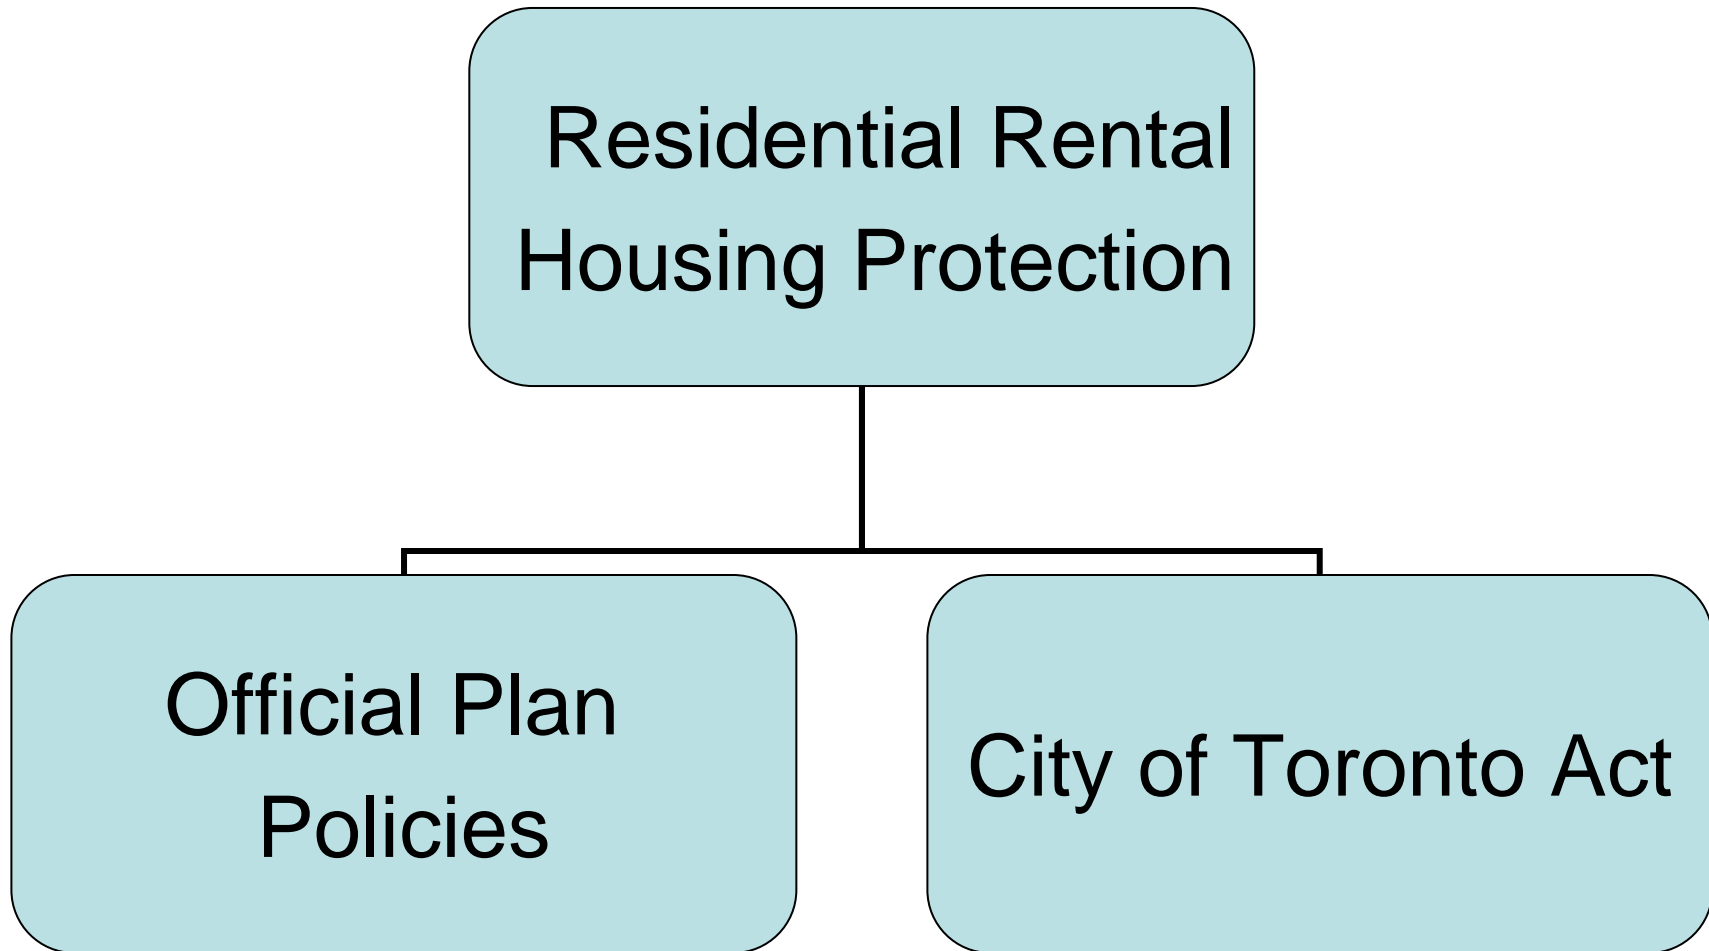 Residential Rental
Housing Protection
Official Plan
Policies
City of Toronto Act